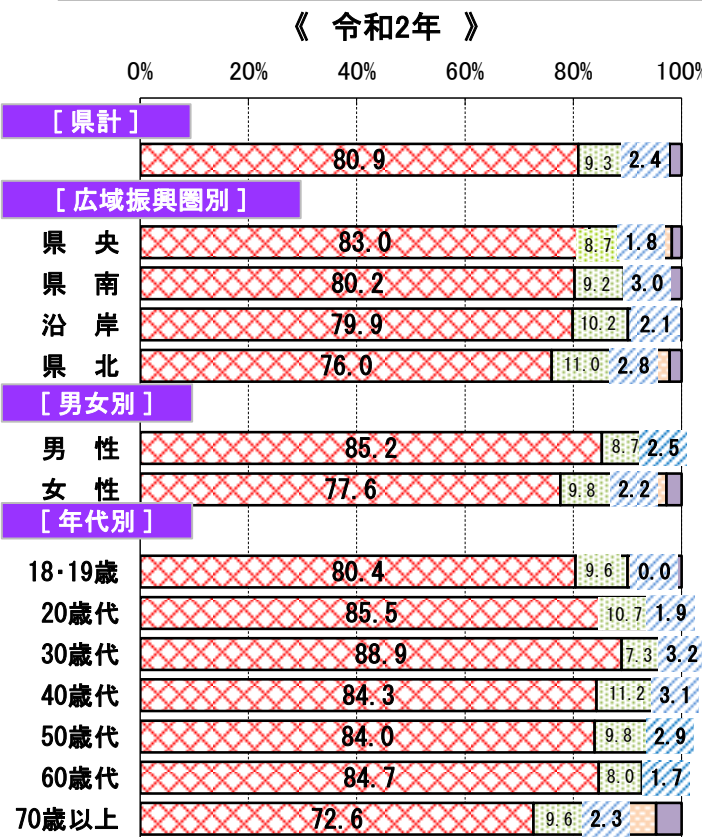 《 令和2年 》
0% 20% 40% 60% 80% 100%
[ 県計 ]
80.9 9.3 2.4
[ 広域振興圏別 ]
県 央 83.0 8.7 1.8
県 南 80.2 9.2 3.0
沿 岸 79.9 10.2 2.1
県 北 76.0 11.0 2.8
[ 男女別 ]
男 性 85.2 8.7 2.5
女 性 77.6 9.8 2.2
[ 年代別 ]
18・19歳 80.4 9.6 0.0
20歳代 85.5 10.7 1.9
30歳代 88.9 7.3 3.2
40歳代 84.3 11.2 3.1
50歳代 84.0 9.8 2.9
60歳代 84.7 8.0 1.7
70歳以上 72.6 9.6 2.3